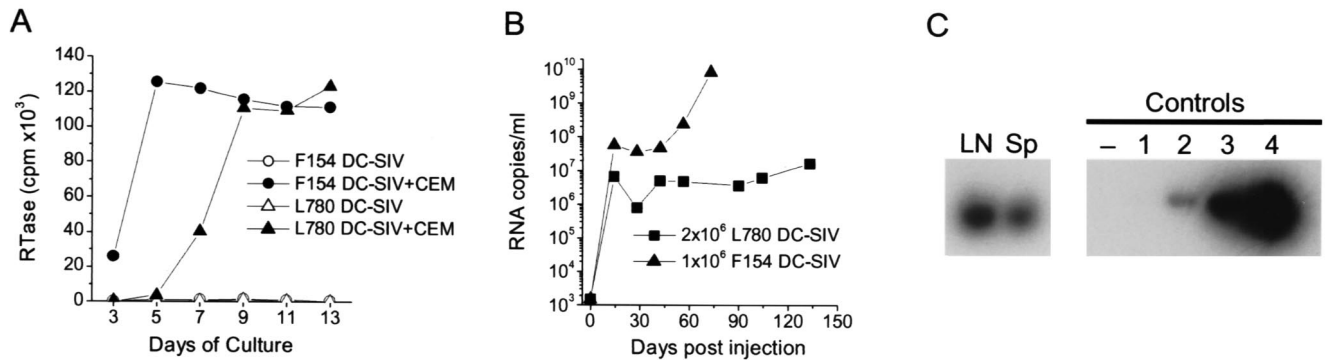 A
RTase (cpm x10³)
140
120
100
80
60
40
20
0
3 5 7 9 11 13
Days of Culture
F154 DC-SIV
F154 DC-SIV+CEM
L780 DC-SIV
L780 DC-SIV+CEM
B
RNA copies/ml
10¹⁰
10⁹
10⁸
10⁷
10⁶
10⁵
10⁴
10³
0 30 60 90 120 150
Days post injection
2x10⁶ L780 DC-SIV
1x10⁶ F154 DC-SIV
C
Controls
LN Sp – 1 2 3 4